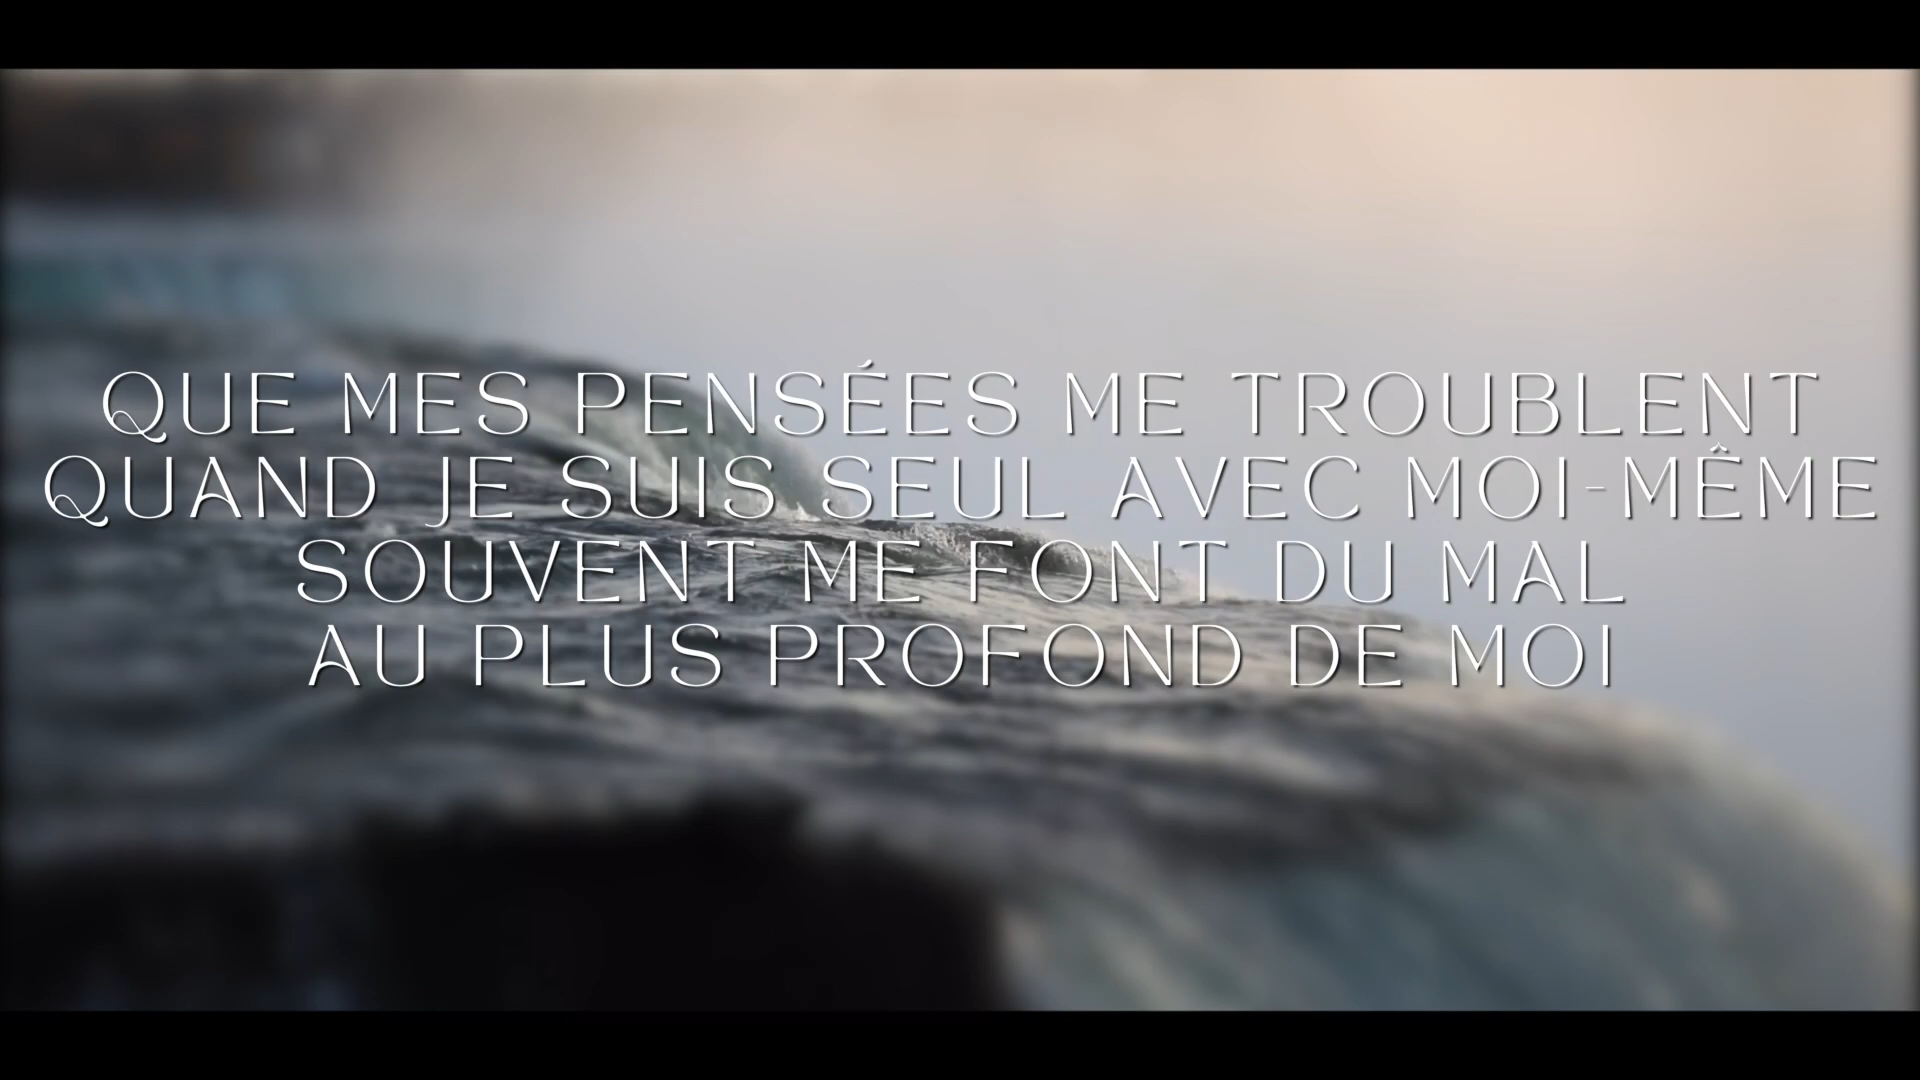 QUE MES PENSÉES ME TROUBLENT
QUAND JE SUIS SEUL AVEC MOI-MÊME
SOUVENT ME FONT DU MAL
AU PLUS PROFOND DE MOI